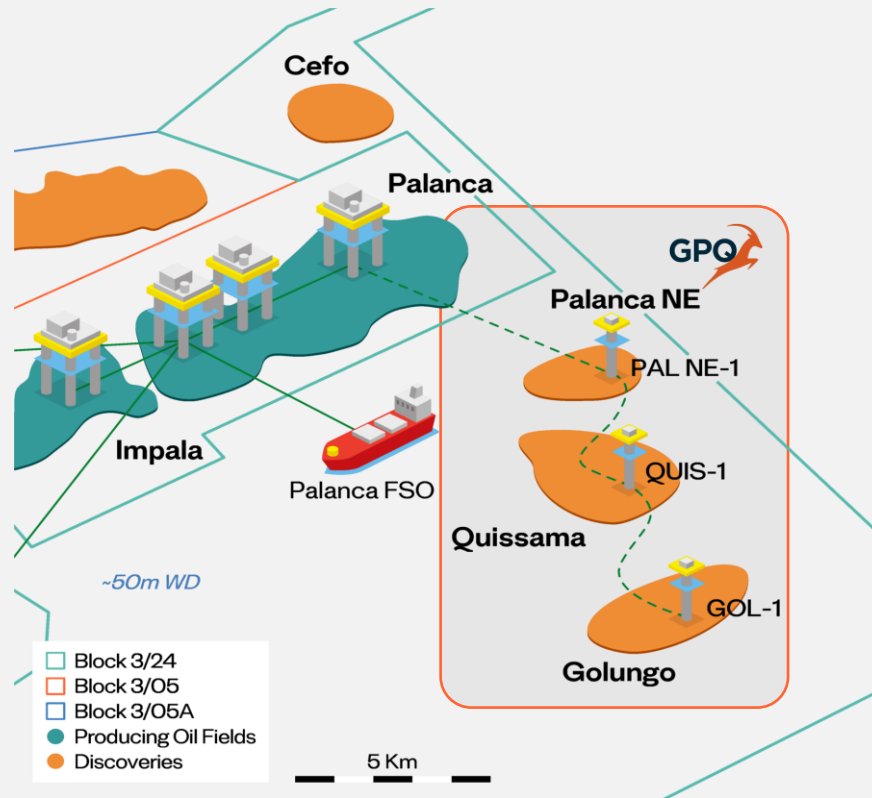 Cefo
Palanca
GPQ
Palanca NE
PAL NE-1
Impala
QUIS-1
Palanca FSO
Quissama
~50m WD
GOL-1
Golungo
Block 3/24
Block 3/05
Block 3/05A
Producing Oil Fields
Discoveries
5 Km